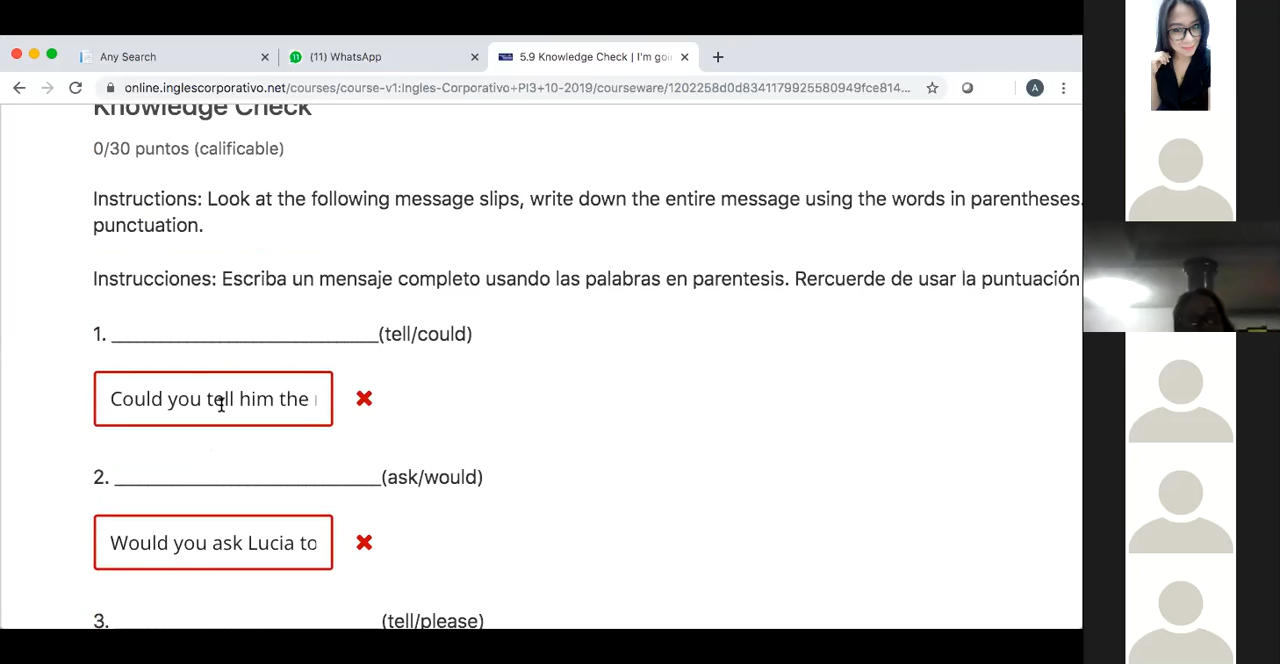 Any Search
(11) WhatsApp
5.9 Knowledge Check | I'm goi
online.inglescorporativo.net/courses/course-v1:Ingles-Corporativo+PI3+10-2019/courseware/1202258d0d8341179925580949fce814...
A
Knowledge Check
0/30 puntos (calificable)
Instructions: Look at the following message slips, write down the entire message using the words in parentheses.
punctuation.
Instrucciones: Escriba un mensaje completo usando las palabras en parentesis. Rercuerde de usar la puntuación
1. ____________________________(tell/could)
Could you tell him the
2. ____________________________(ask/would)
Would you ask Lucia to
3. ____________________________(tell/please)